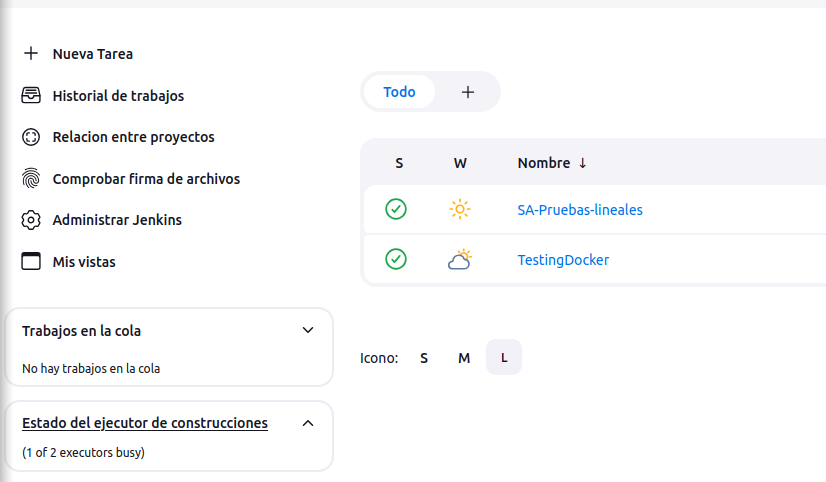 Nueva Tarea
Historial de trabajos
Relacion entre proyectos
Comprobar firma de archivos
Administrar Jenkins
Mis vistas
Trabajos en la cola
No hay trabajos en la cola
Estado del ejecutor de construcciones
(1 of 2 executors busy)
Todo +
S W Nombre ↓
SA-Pruebas-lineales
TestingDocker
Icono: S M L